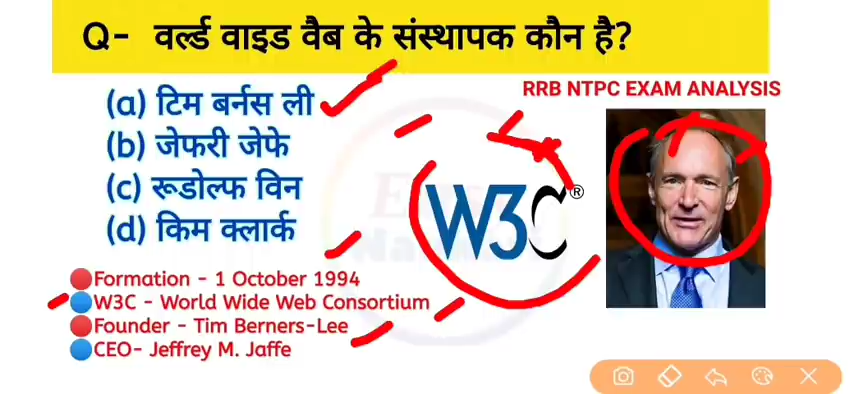 Q- वर्ल्ड वाइड वैब के संस्थापक कौन है?
RRB NTPC EXAM ANALYSIS
(a) टिम बर्नस ली
(b) जेफरी जेफे
(c) रूडोल्फ विन
(d) किम क्लार्क
W3C®
Formation - 1 October 1994
W3C - World Wide Web Consortium
Founder - Tim Berners-Lee
CEO- Jeffrey M. Jaffe